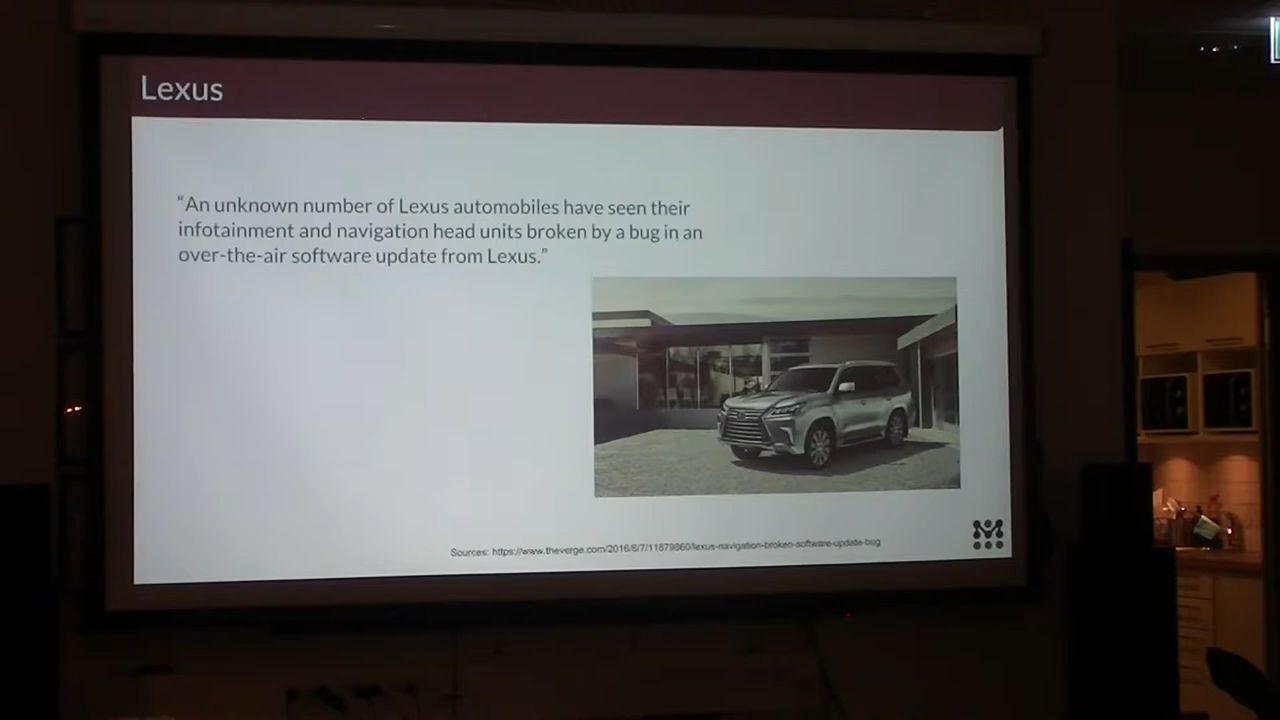 Lexus
“An unknown number of Lexus automobiles have seen their
infotainment and navigation head units broken by a bug in an
over-the-air software update from Lexus.”
Sources: https://www.theverge.com/2016/6/7/11879860/lexus-navigation-broken-software-update-bug